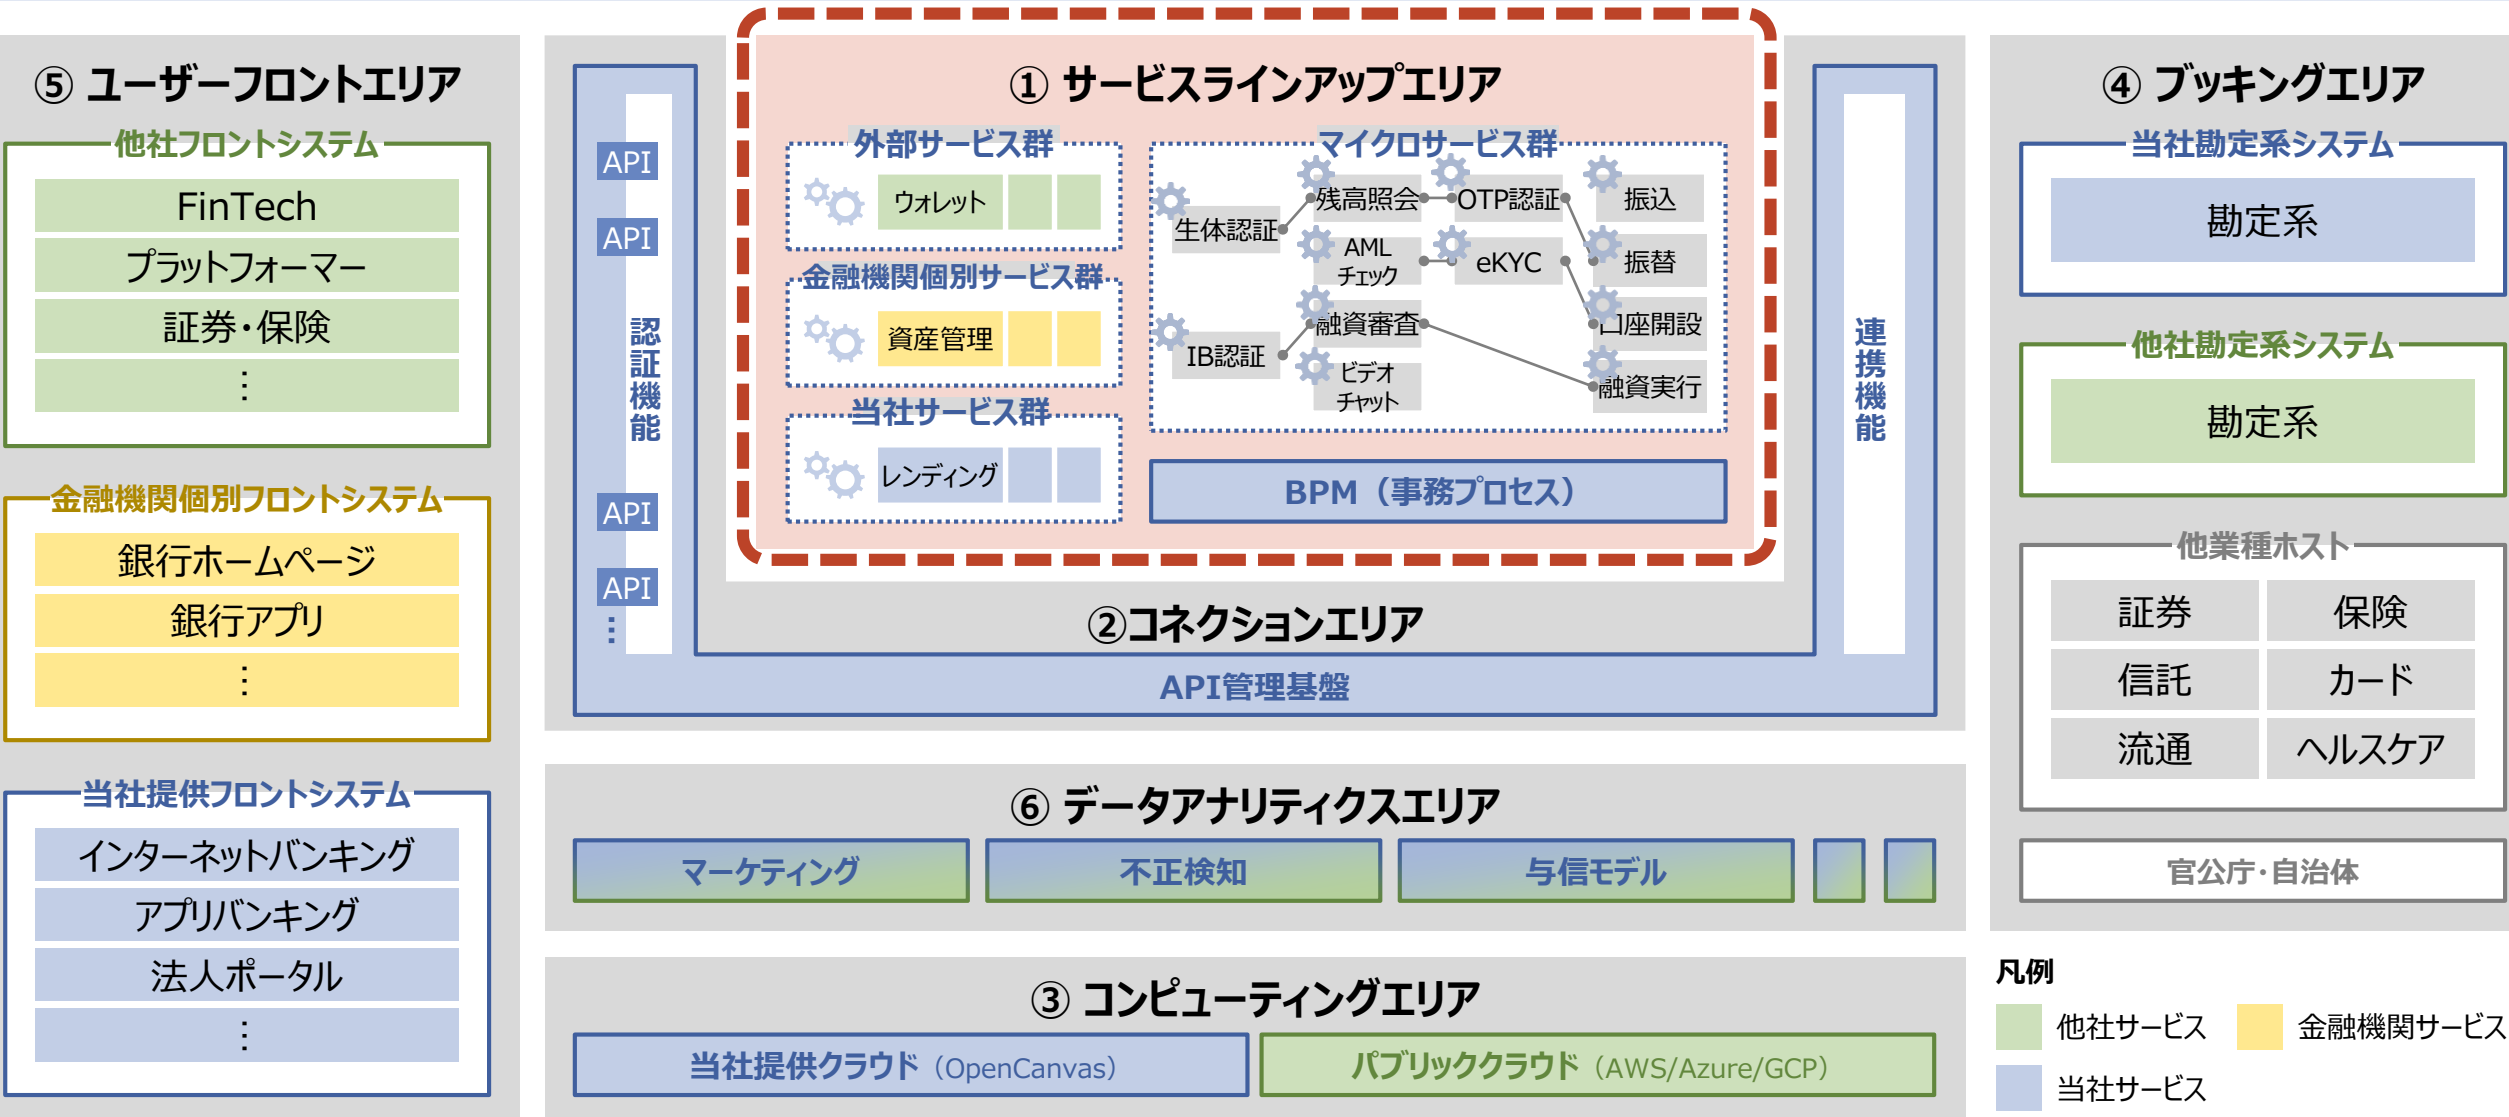 ⑤ ユーザーフロントエリア
他社フロントシステム
FinTech
プラットフォーマー
証券・保険
⋮
金融機関個別フロントシステム
銀行ホームページ
銀行アプリ
⋮
当社提供フロントシステム
インターネットバンキング
アプリバンキング
法人ポータル
⋮
API
API
API
API
⋮
認証機能
① サービスラインアップエリア
外部サービス群
ウォレット
金融機関個別サービス群
資産管理
当社サービス群
レンディング
マイクロサービス群
生体認証
IB認証
残高照会
AML
チェック
融資審査
ビデオ
チャット
OTP認証
eKYC
振込
振替
口座開設
融資実行
BPM（事務プロセス）
連携機能
②コネクションエリア
API管理基盤
⑥ データアナリティクスエリア
マーケティング
不正検知
与信モデル
③ コンピューティングエリア
当社提供クラウド（OpenCanvas）
パブリッククラウド（AWS/Azure/GCP）
④ ブッキングエリア
当社勘定系システム
勘定系
他社勘定系システム
勘定系
他業種ホスト
証券
保険
信託
カード
流通
ヘルスケア
官公庁・自治体
凡例
他社サービス
金融機関サービス
当社サービス